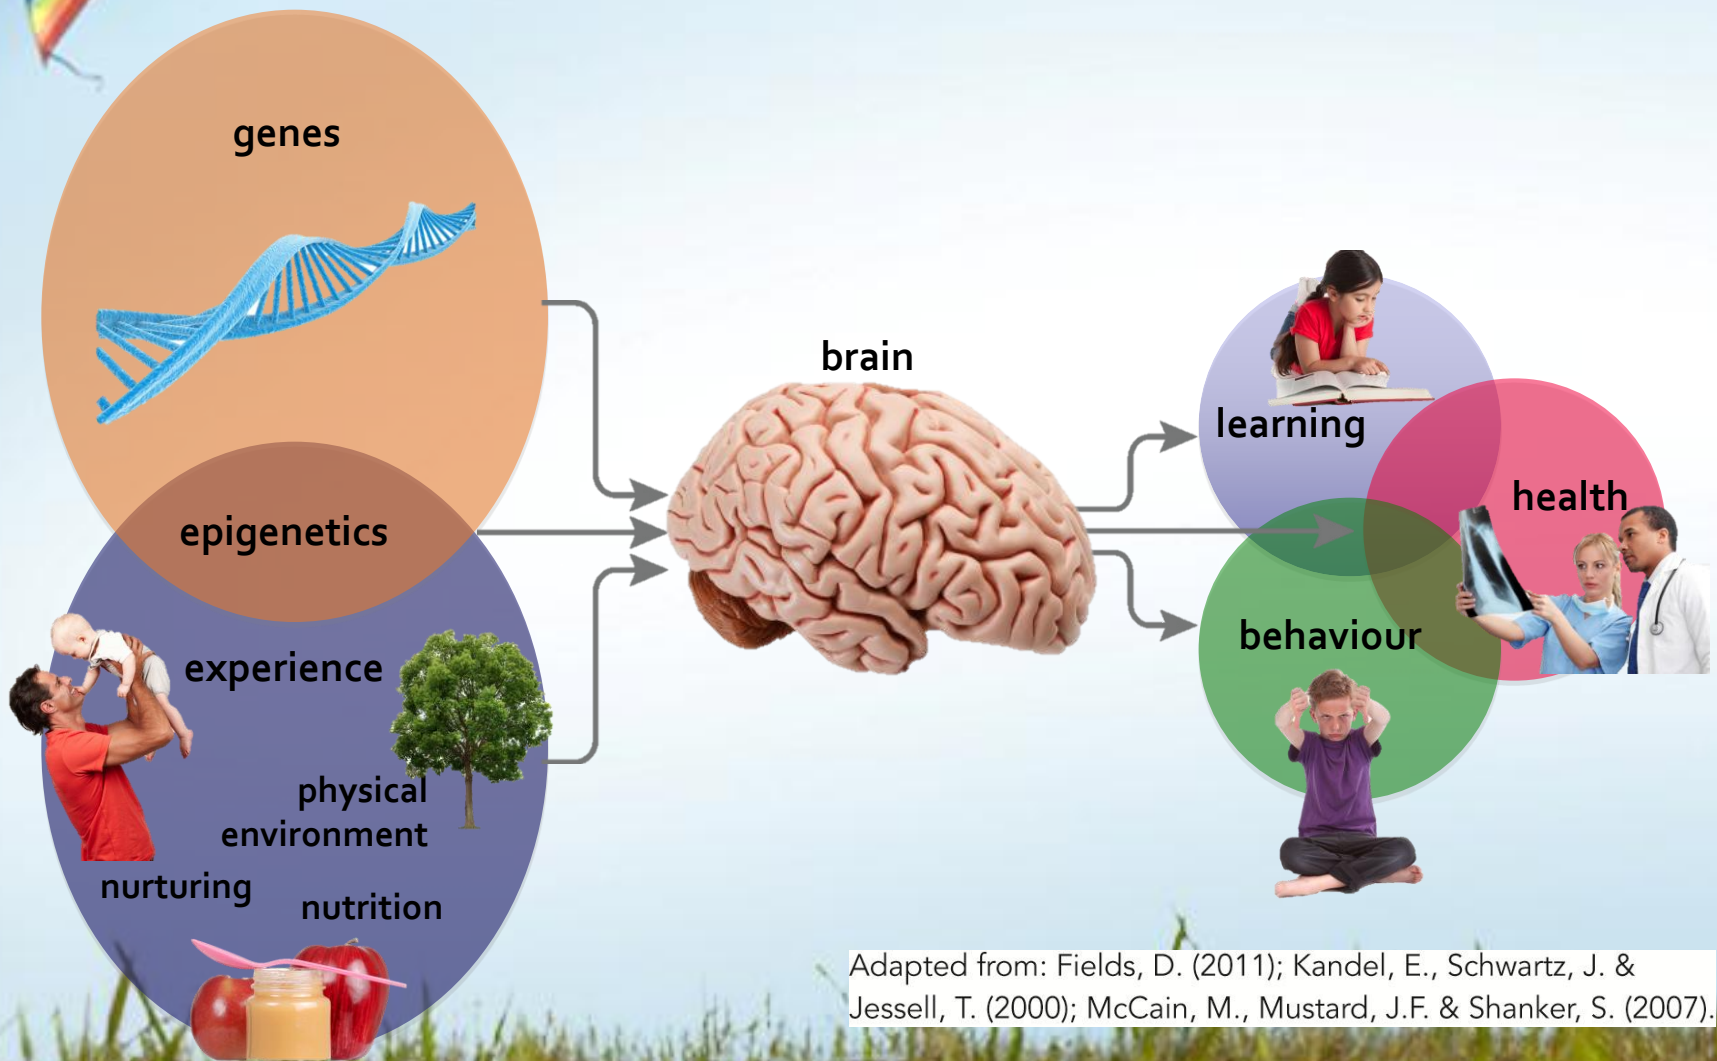 genes
epigenetics
experience
physical
environment
nurturing
nutrition
brain
learning
health
behaviour
Adapted from: Fields, D. (2011); Kandel, E., Schwartz, J. &
Jessell, T. (2000); McCain, M., Mustard, J.F. & Shanker, S. (2007).